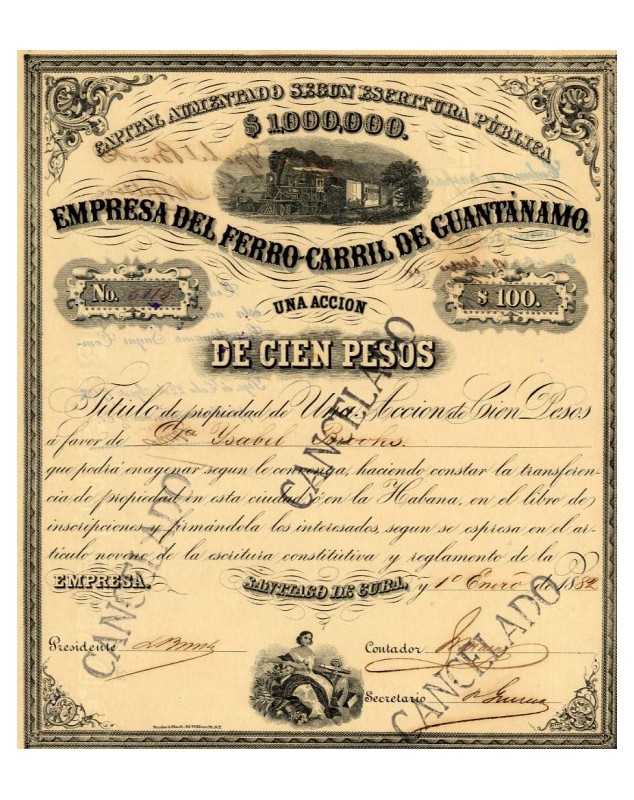 CAPITAL AUMENTADO SEGUN ESCRITURA PÚBLICA
$ 1.000,000.
EMPRESA DEL FERRO-CARRIL DE GUANTÁNAMO.
No.
UNA ACCION
$ 100.
DE CIEN PESOS
Título de propiedad de Una Accion de Cien Pesos
á favor de Da Ysabel Brooks.
que podrá enagenar segun le convenga, haciendo constar la transferen-
cia de propiedad en esta ciudad ó en la Habana, en el libro de
inscripciones y firmándola los interesados, segun se espresa en el ar-
tículo noveno de la escritura constitutiva y reglamento de la
EMPRESA. SANTIAGO DE CUBA, y 1o Enero 1882
Presidente
Contador
Secretario
CANCELADO
CANCELADO
CANCELADO